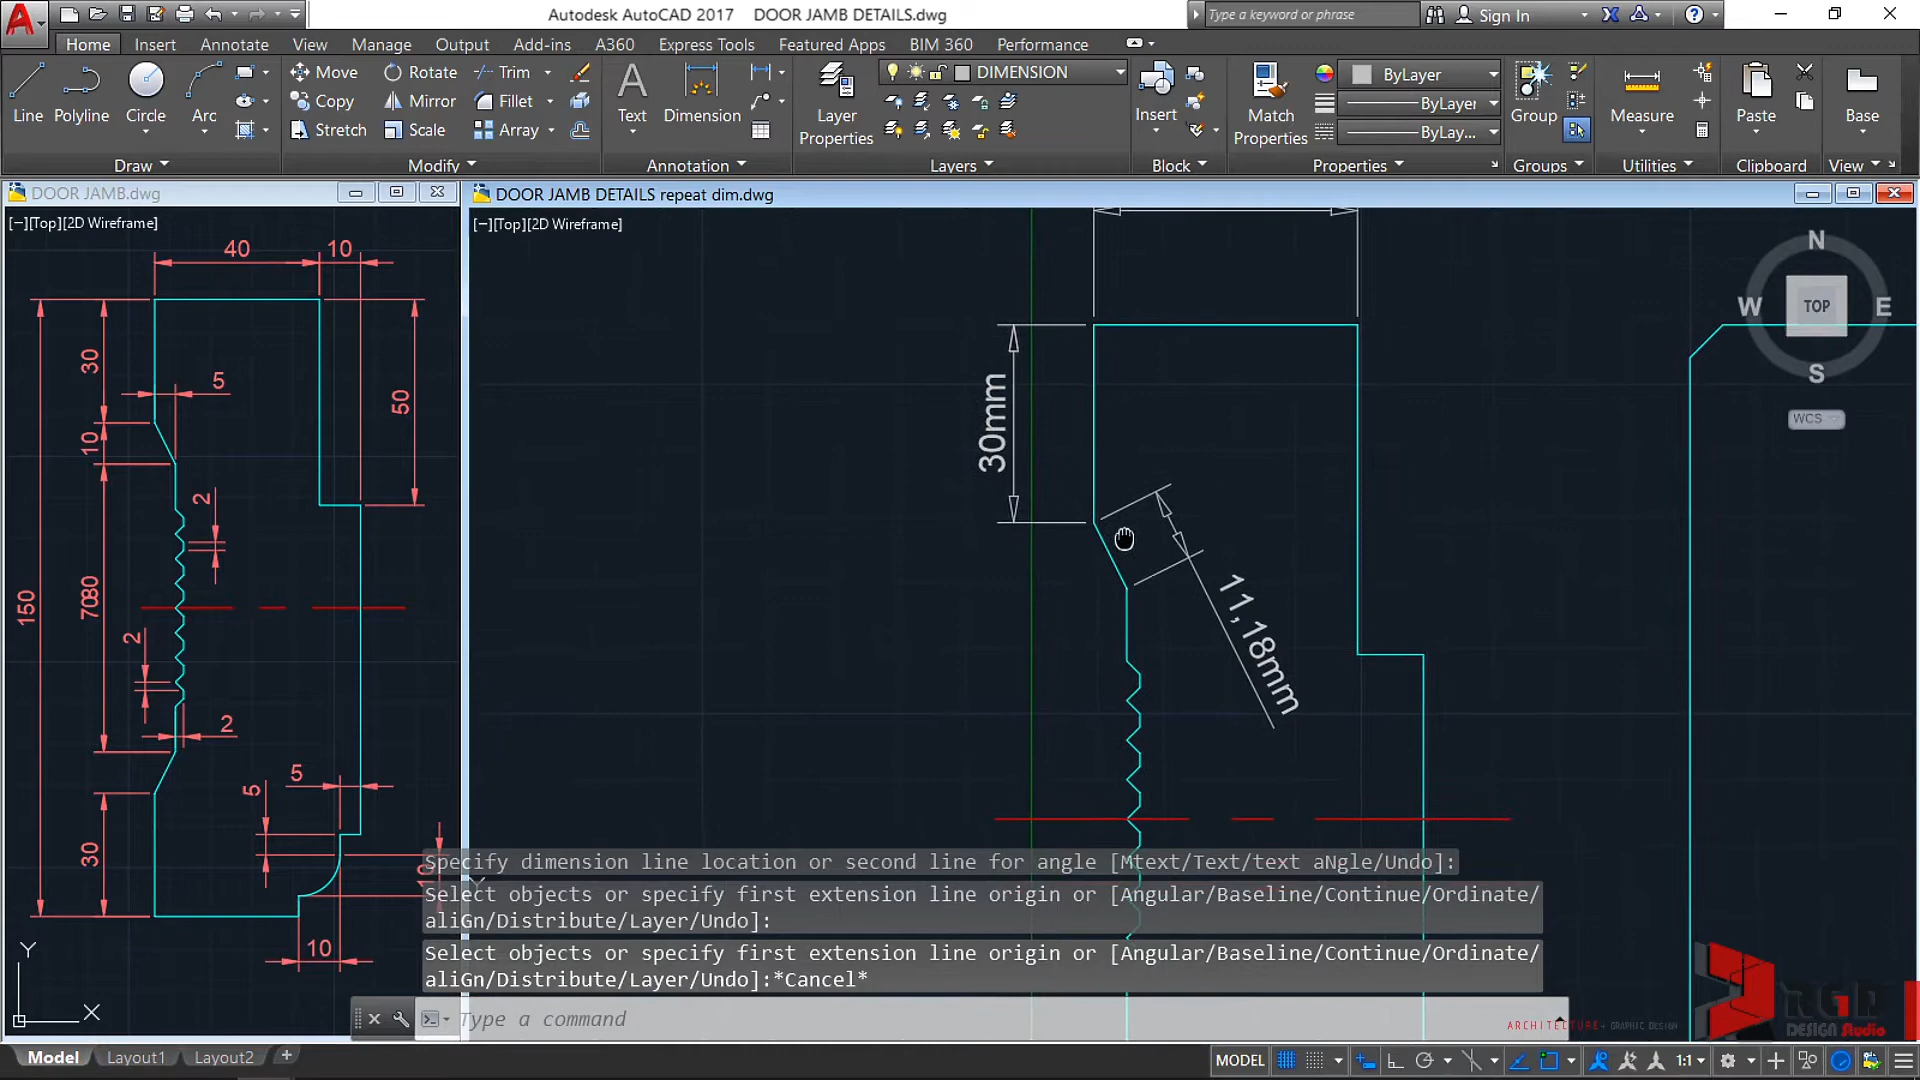 Autodesk AutoCAD 2017 DOOR JAMB DETAILS.dwg
Type a keyword or phrase
Sign In
Home Insert Annotate View Manage Output Add-ins A360 Express Tools Featured Apps BIM 360 Performance
Line Polyline Circle Arc
Move Rotate Trim
Copy Mirror Fillet
Stretch Scale Array
Text Dimension
Layer Properties
DIMENSION
Insert
Match Properties
ByLayer
ByLayer
ByLay...
Group
Measure
Paste
Base
Draw Modify Annotation Layers Block Properties Groups Utilities Clipboard View
DOOR JAMB.dwg
DOOR JAMB DETAILS repeat dim.dwg
[−][Top][2D Wireframe]
[−][Top][2D Wireframe]
40
10
30
5
50
10
2
150
7080
2
2
5
5
30
10
10
Y
X
30mm
11,18mm
N
W TOP E
S
WCS
Specify dimension line location or second line for angle [Mtext/Text/text aNgle/Undo]:
Select objects or specify first extension line origin or [Angular/Baseline/Continue/Ordinate/
aliGn/Distribute/Layer/Undo]:
Select objects or specify first extension line origin or [Angular/Baseline/Continue/Ordinate/
aliGn/Distribute/Layer/Undo]:*Cancel*
Type a command
RGD
DESIGN Studio
ARCHITECTURE + GRAPHIC DESIGN
Model Layout1 Layout2 +
MODEL
1:1